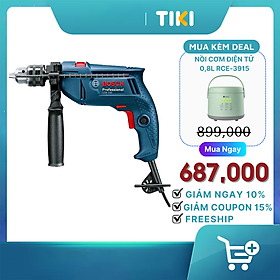 TIKI
MUA KÈM DEAL
NỒI CƠM ĐIỆN TỬ
0,8L RCE-3915
899,000
Mua Ngay
BOSCH
Professional
687,000
GIẢM NGAY 10%
GIẢM COUPON 15%
FREESHIP